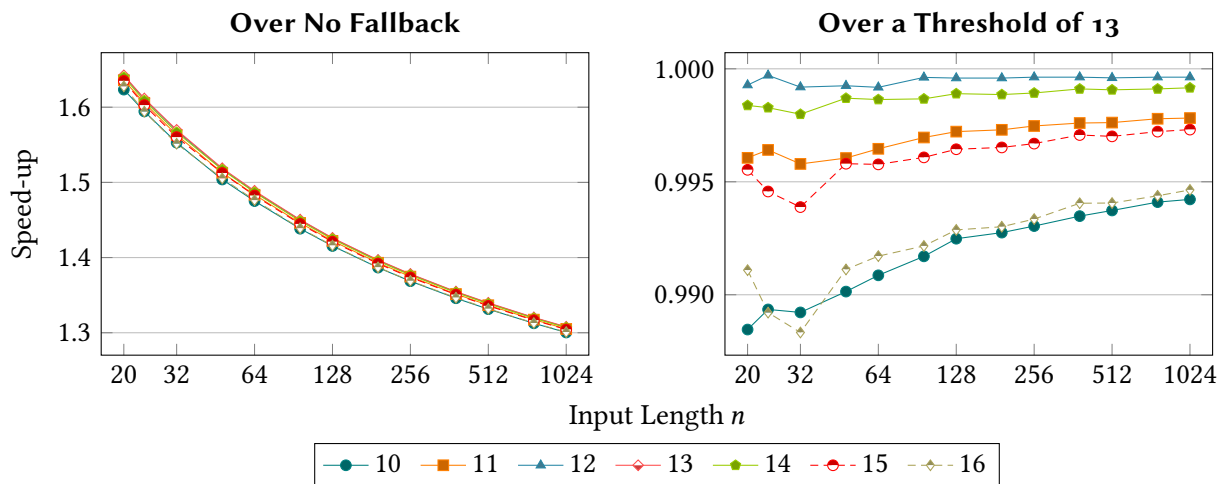 Over No Fallback
Over a Threshold of 13
Speed-up
1.6
1.5
1.4
1.3
20 32 64 128 256 512 1024
1.000
0.995
0.990
20 32 64 128 256 512 1024
Input Length n
10 11 12 13 14 15 16